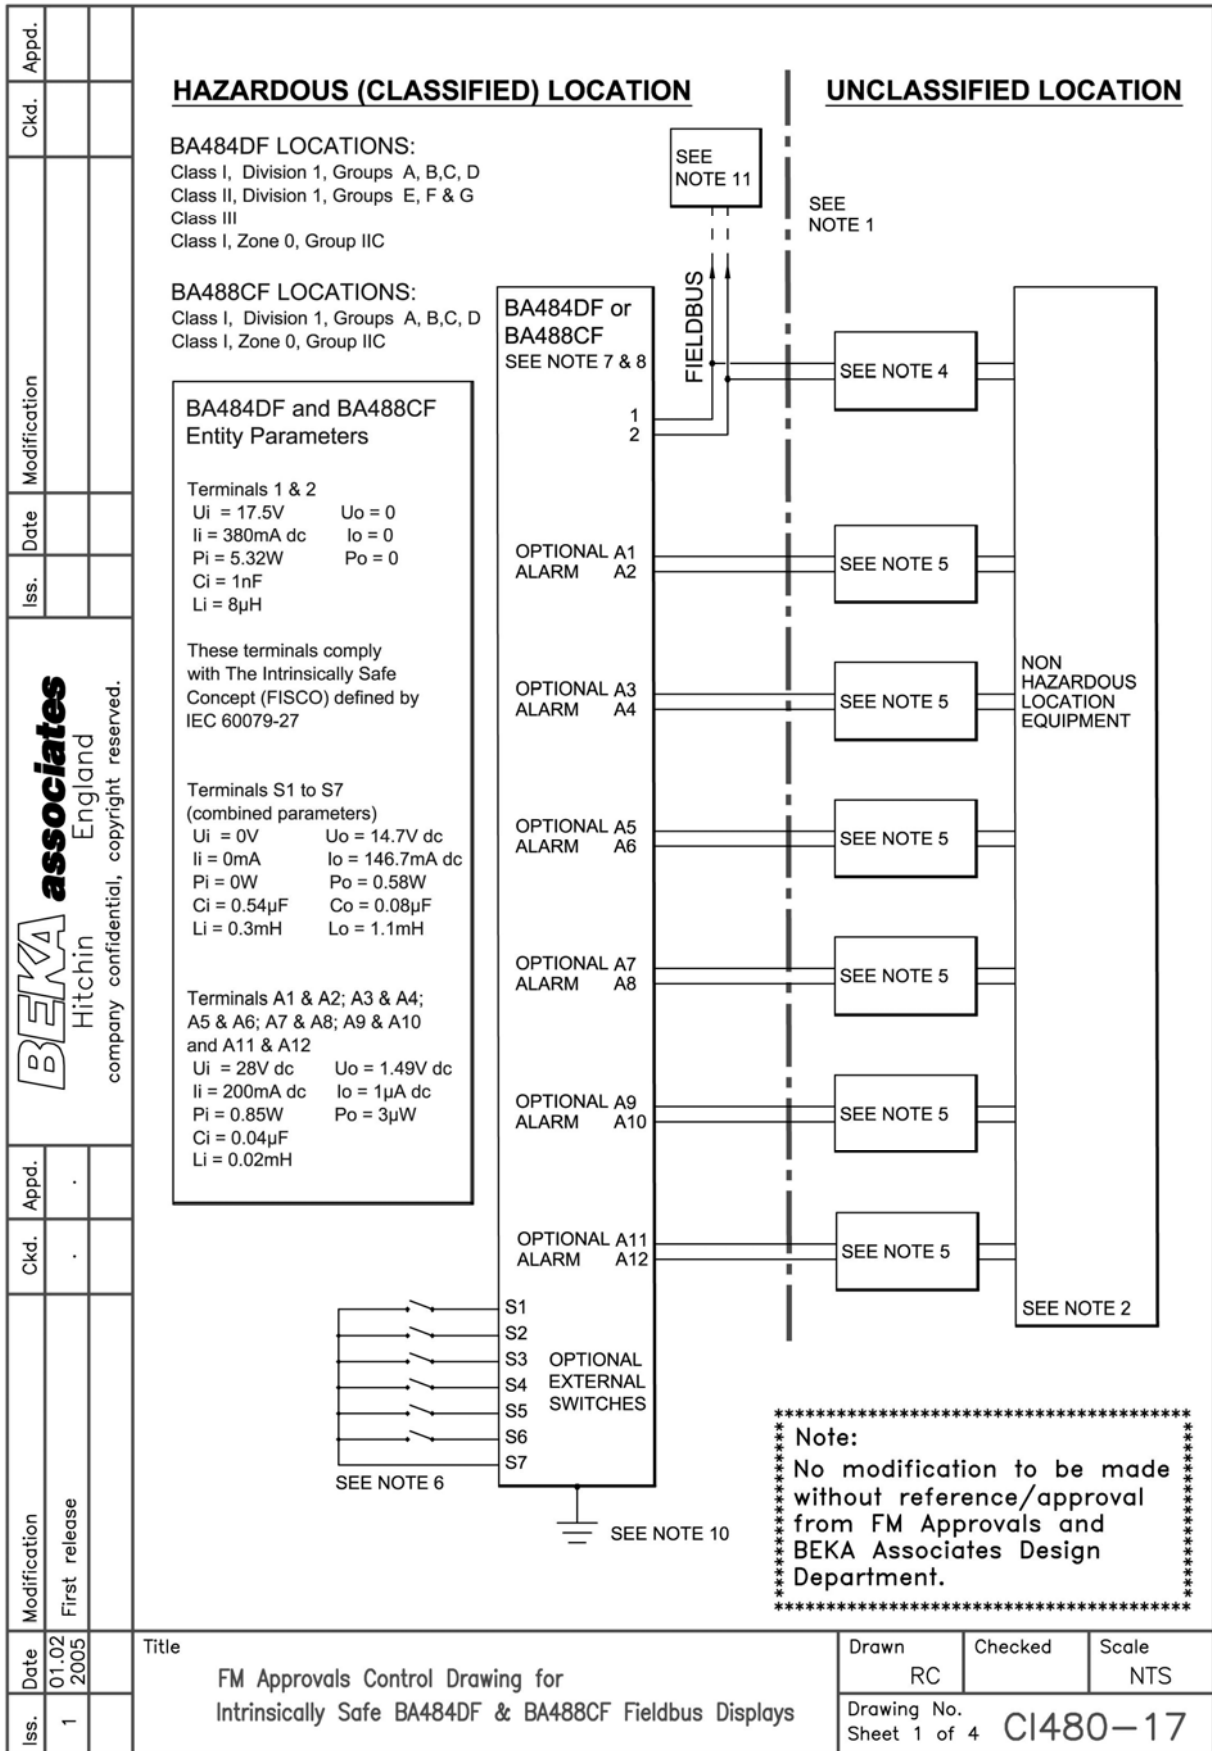 HAZARDOUS (CLASSIFIED) LOCATION
UNCLASSIFIED LOCATION
BA484DF LOCATIONS:
Class I, Division 1, Groups A, B,C, D
Class II, Division 1, Groups E, F & G
Class III
Class I, Zone 0, Group IIC
BA488CF LOCATIONS:
Class I, Division 1, Groups A, B,C, D
Class I, Zone 0, Group IIC
SEE
NOTE 11
SEE
NOTE 1
FIELDBUS
BA484DF or
BA488CF
SEE NOTE 7 & 8
1
2
SEE NOTE 4
OPTIONAL A1
ALARM A2
SEE NOTE 5
OPTIONAL A3
ALARM A4
SEE NOTE 5
OPTIONAL A5
ALARM A6
SEE NOTE 5
OPTIONAL A7
ALARM A8
SEE NOTE 5
OPTIONAL A9
ALARM A10
SEE NOTE 5
OPTIONAL A11
ALARM A12
SEE NOTE 5
NON
HAZARDOUS
LOCATION
EQUIPMENT
SEE NOTE 2
BA484DF and BA488CF
Entity Parameters
Terminals 1 & 2
Ui = 17.5V Uo = 0
Ii = 380mA dc Io = 0
Pi = 5.32W Po = 0
Ci = 1nF
Li = 8µH
These terminals comply
with The Intrinsically Safe
Concept (FISCO) defined by
IEC 60079-27
Terminals S1 to S7
(combined parameters)
Ui = 0V Uo = 14.7V dc
Ii = 0mA Io = 146.7mA dc
Pi = 0W Po = 0.58W
Ci = 0.54µF Co = 0.08µF
Li = 0.3mH Lo = 1.1mH
Terminals A1 & A2; A3 & A4;
A5 & A6; A7 & A8; A9 & A10
and A11 & A12
Ui = 28V dc Uo = 1.49V dc
Ii = 200mA dc Io = 1µA dc
Pi = 0.85W Po = 3µW
Ci = 0.04µF
Li = 0.02mH
S1
S2
S3
S4
S5
S6
S7
OPTIONAL
EXTERNAL
SWITCHES
SEE NOTE 6
SEE NOTE 10
****************************************
Note:
No modification to be made
without reference/approval
from FM Approvals and
BEKA Associates Design
Department.
****************************************
Iss. Date Modification Ckd. Appd.
BEKA associates
Hitchin England
company confidential, copyright reserved.
Iss. Date Modification Ckd. Appd.
1 01.02 2005 First release . .
Title
FM Approvals Control Drawing for
Intrinsically Safe BA484DF & BA488CF Fieldbus Displays
Drawn
RC
Checked
Scale
NTS
Drawing No.
Sheet 1 of 4 CI480-17